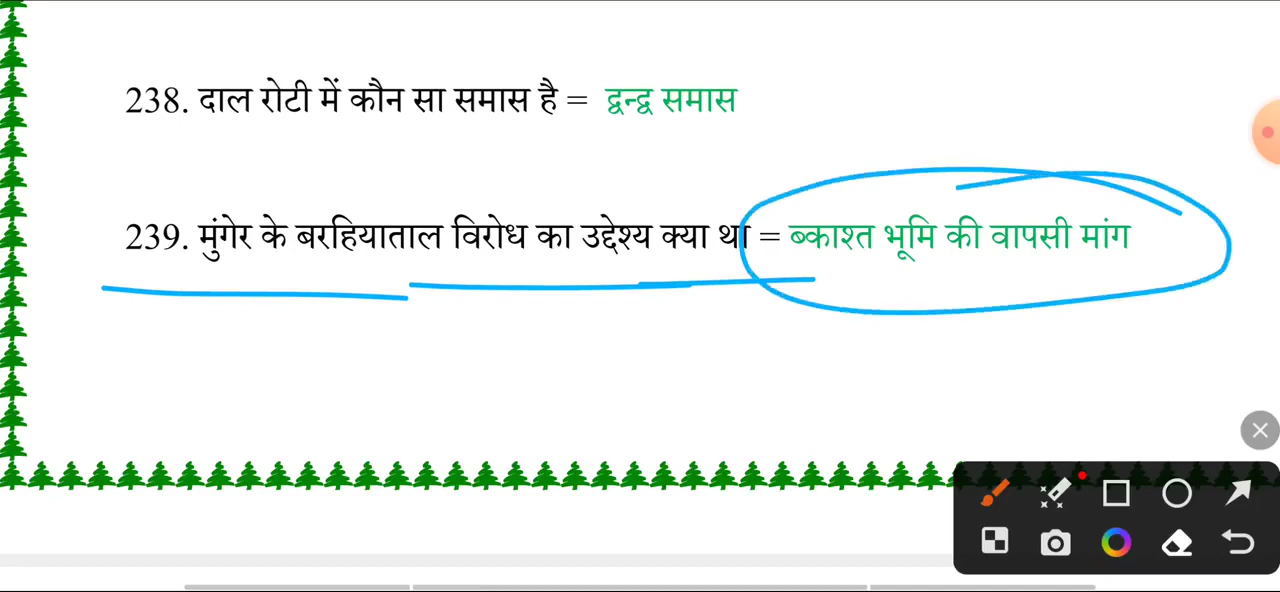 238. दाल रोटी में कौन सा समास है = द्वन्द्व समास
239. मुंगेर के बरहियाताल विरोध का उद्देश्य क्या था = ब्काश्त भूमि की वापसी मांग